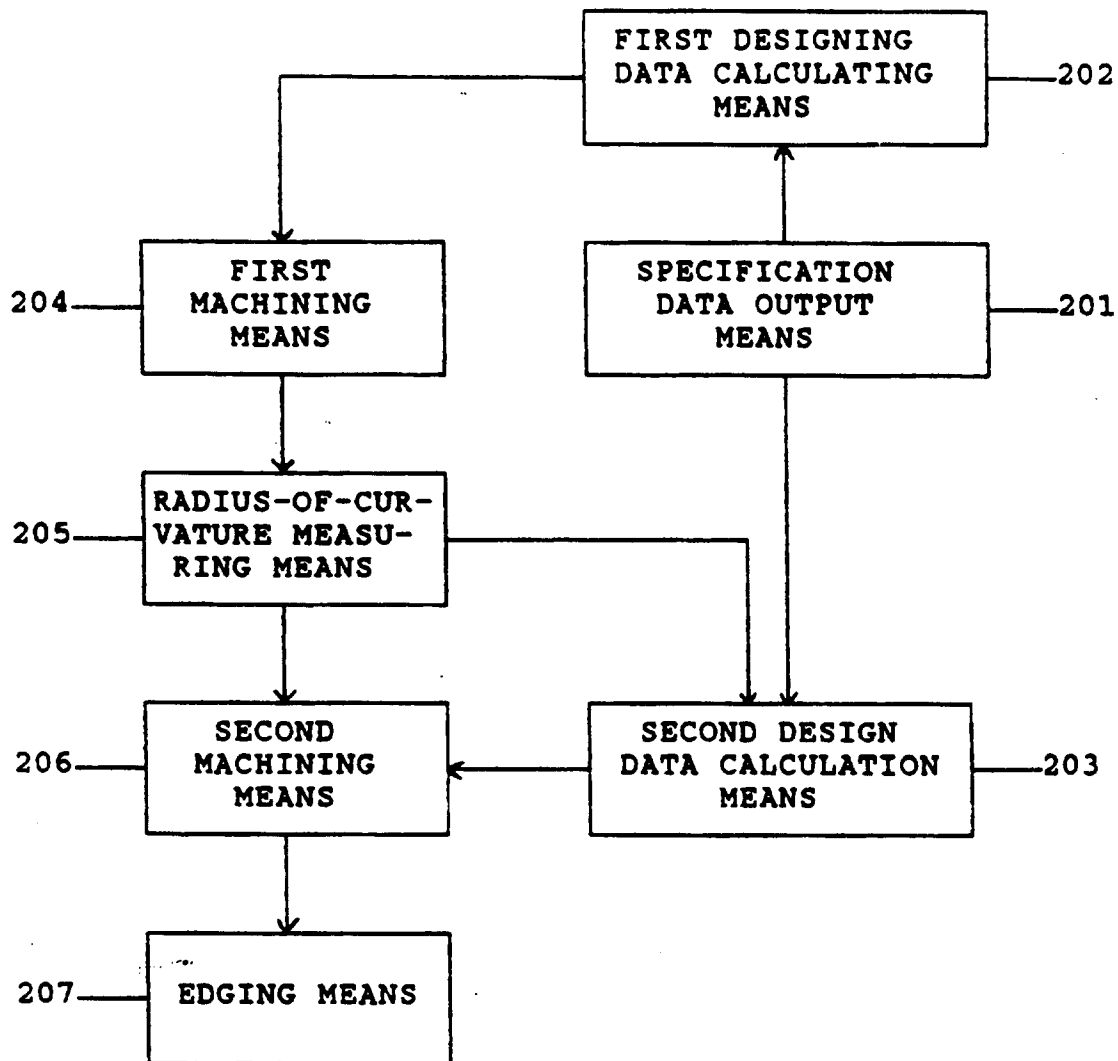 FIRST DESIGNING
DATA CALCULATING
MEANS
202
FIRST
MACHINING
MEANS
204
SPECIFICATION
DATA OUTPUT
MEANS
201
RADIUS-OF-CUR-
VATURE MEASU-
RING MEANS
205
SECOND
MACHINING
MEANS
206
SECOND DESIGN
DATA CALCULATION
MEANS
203
EDGING MEANS
207